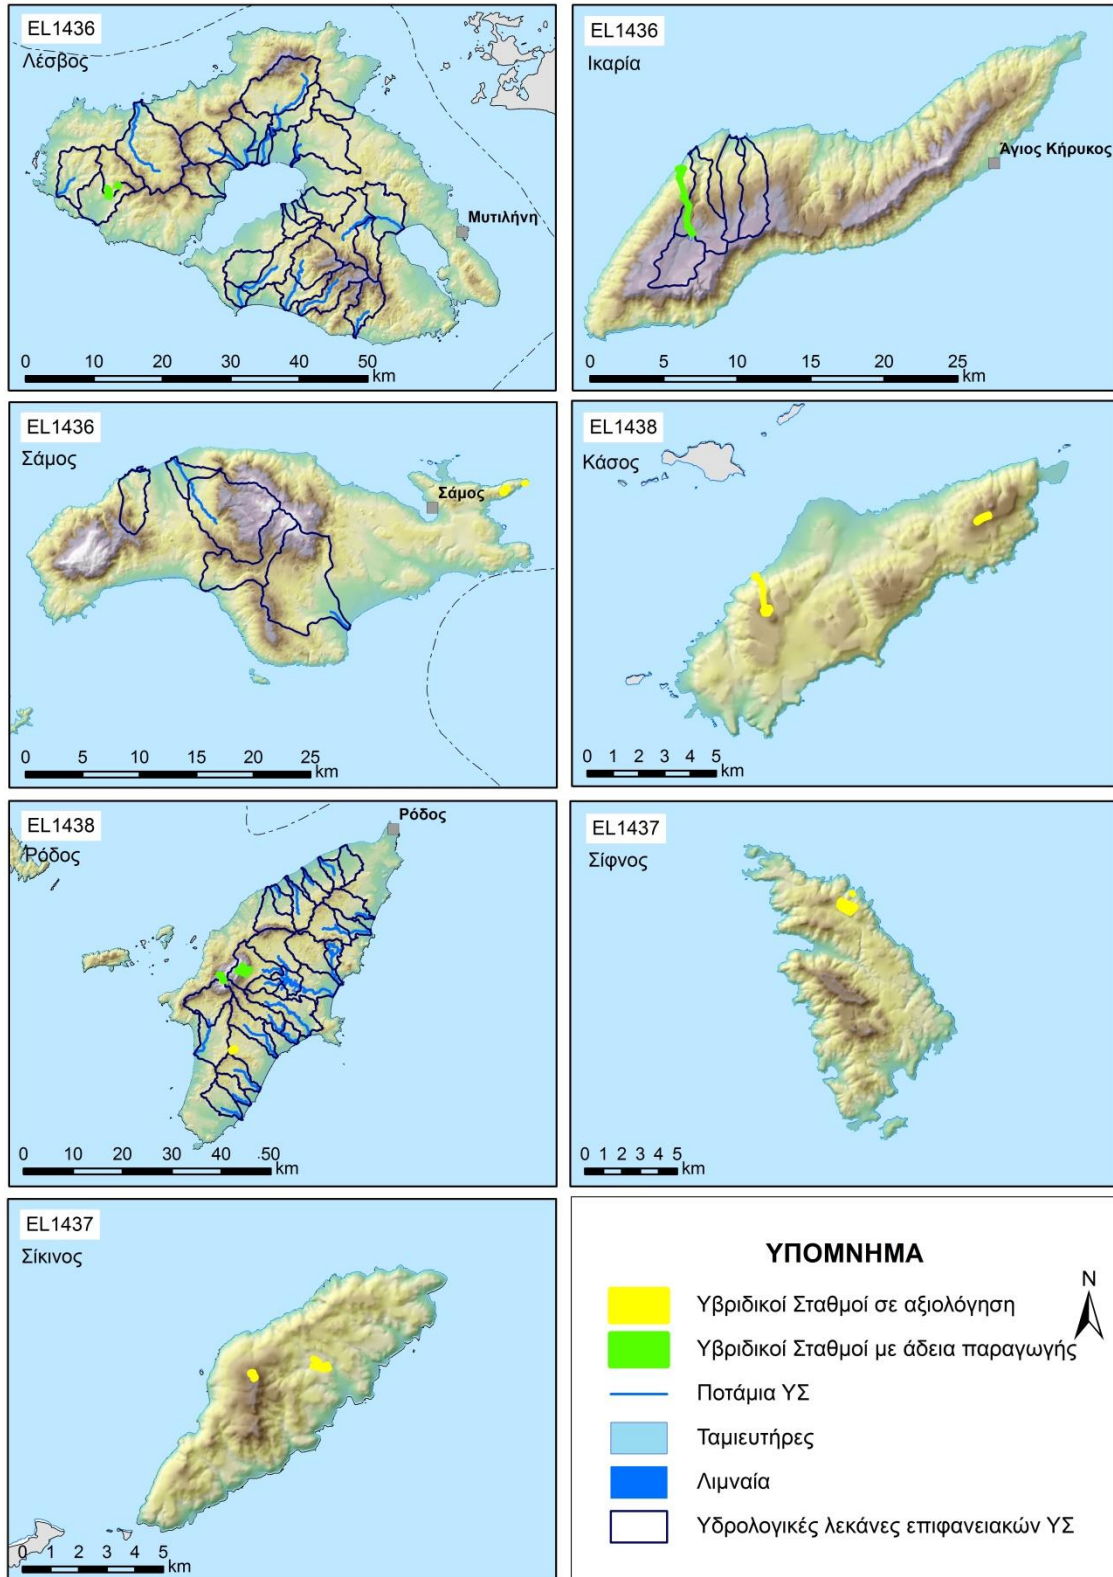 EL1436
Λέσβος
Μυτιλήνη
0 10 20 30 40 50
km
EL1436
Ικαρία
Άγιος Κήρυκος
0 5 10 15 20 25
km
EL1436
Σάμος
Σάμος
0 5 10 15 20 25
km
EL1438
Κάσος
0 1 2 3 4 5
km
EL1438
Ρόδος
Ρόδος
0 10 20 30 40 50
km
EL1437
Σίφνος
0 1 2 3 4 5
km
EL1437
Σίκινος
0 1 2 3 4 5
km
ΥΠΟΜΝΗΜΑ
N
Υβριδικοί Σταθμοί σε αξιολόγηση
Υβριδικοί Σταθμοί με άδεια παραγωγής
Ποτάμια ΥΣ
Ταμιευτήρες
Λιμναία
Υδρολογικές λεκάνες επιφανειακών ΥΣ